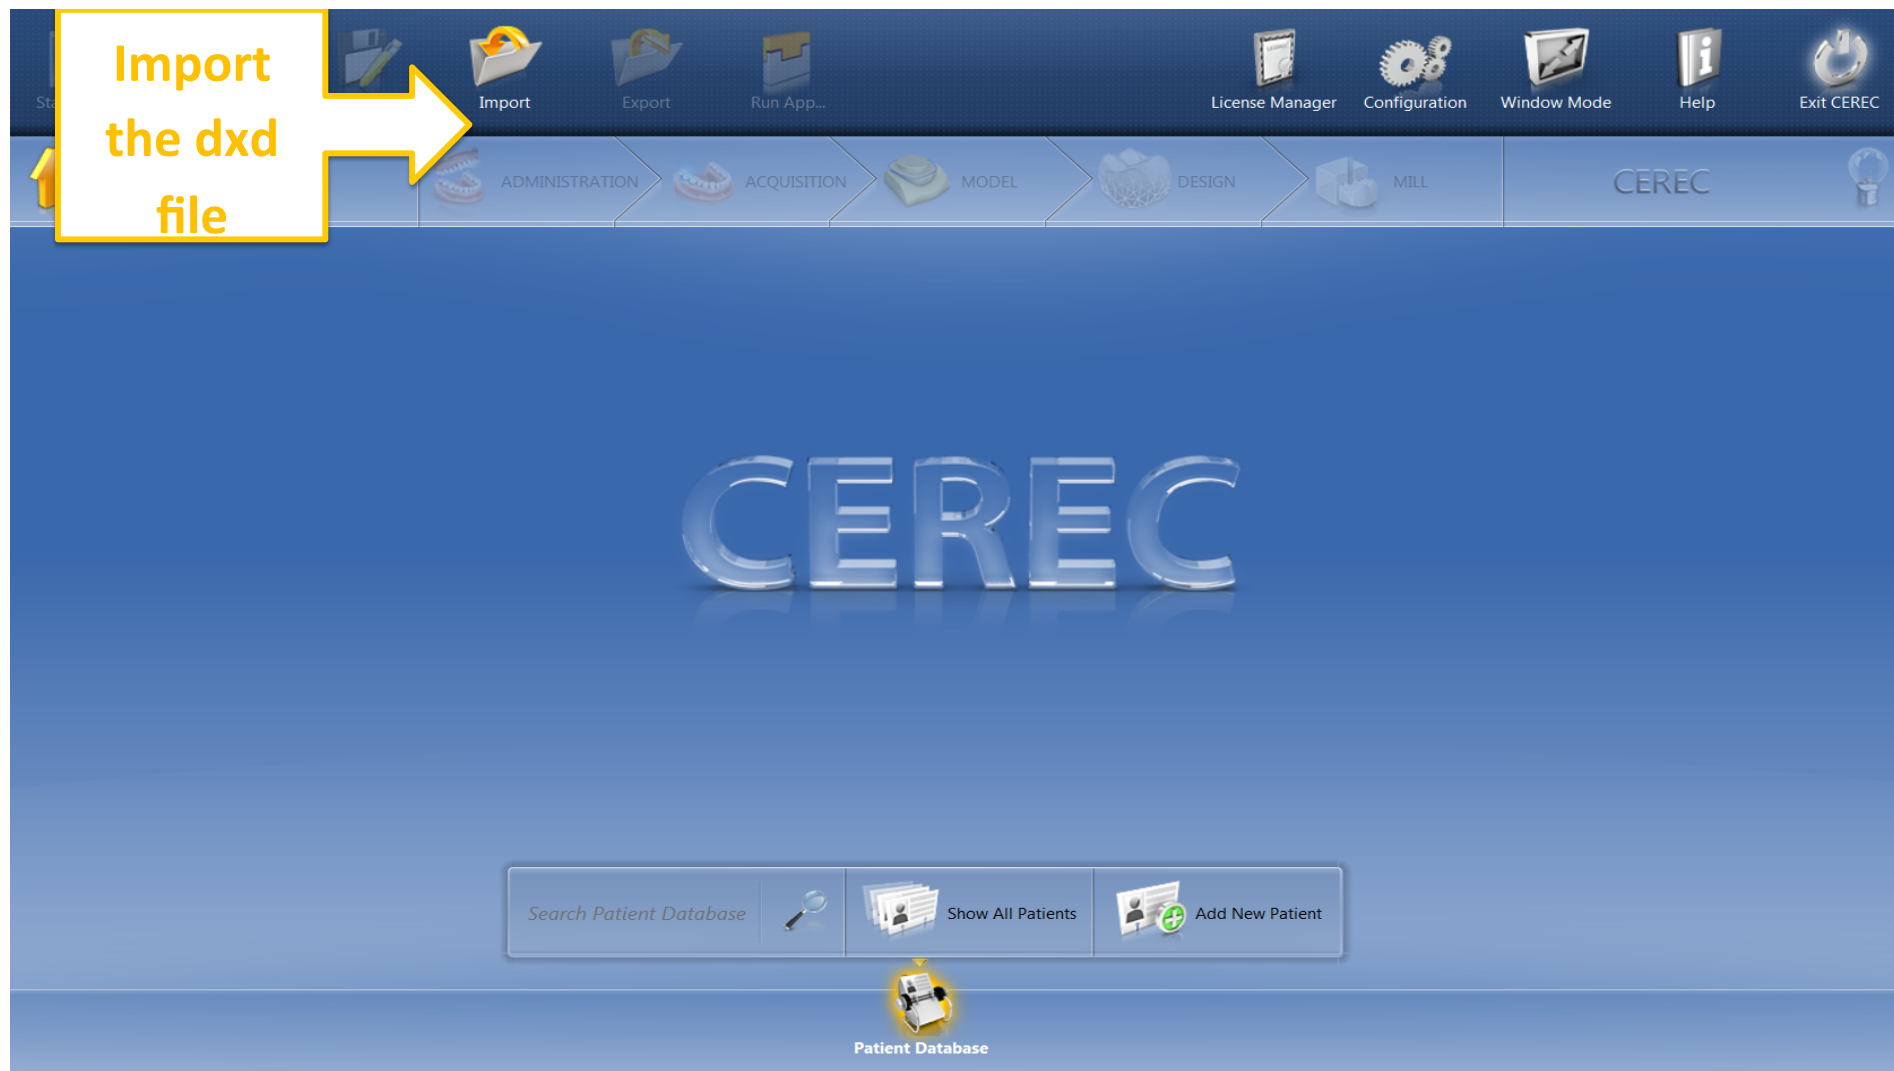 Import
the dxd
file
Import
Export
Run App...
License Manager
Configuration
Window Mode
Help
Exit CEREC
ADMINISTRATION
ACQUISITION
MODEL
DESIGN
MILL
CEREC
CEREC
Search Patient Database
Show All Patients
Add New Patient
Patient Database